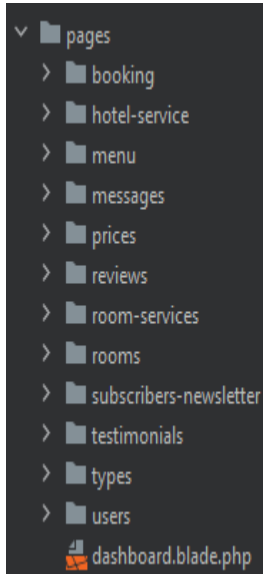 pages
booking
hotel-service
menu
messages
prices
reviews
room-services
rooms
subscribers-newsletter
testimonials
types
users
dashboard.blade.php